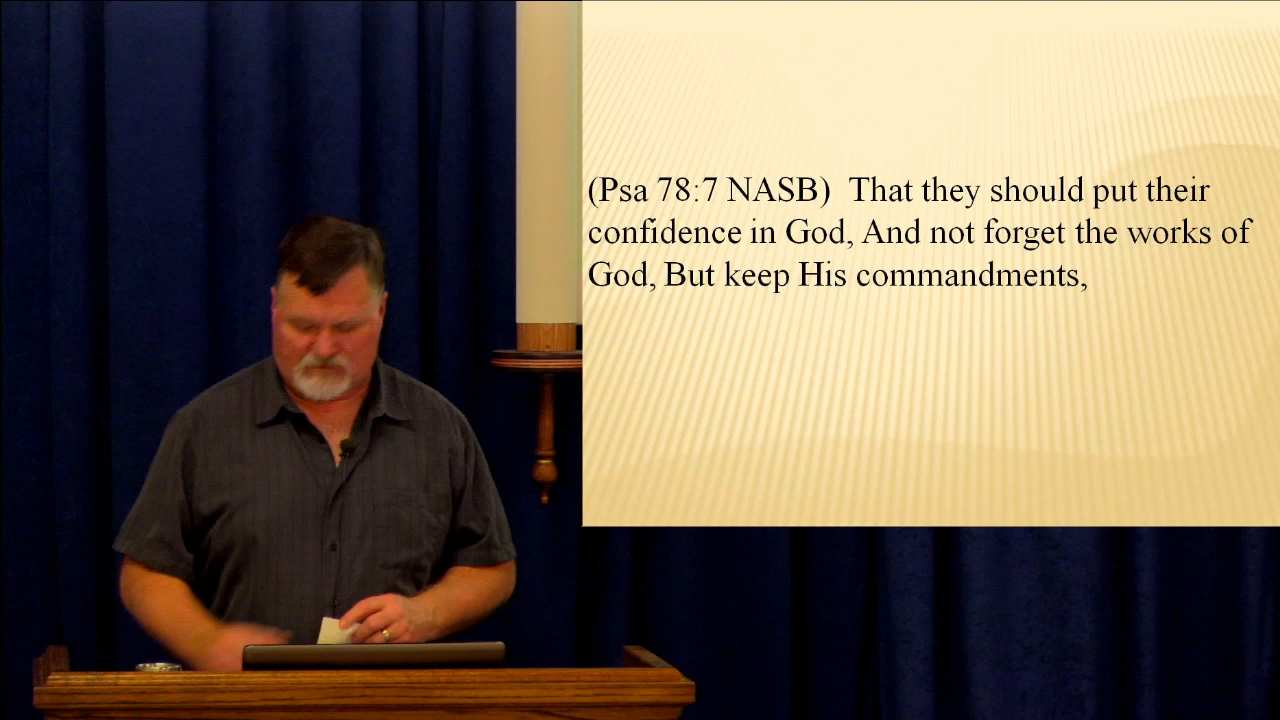 (Psa 78:7 NASB)  That they should put their
confidence in God, And not forget the works of
God, But keep His commandments,